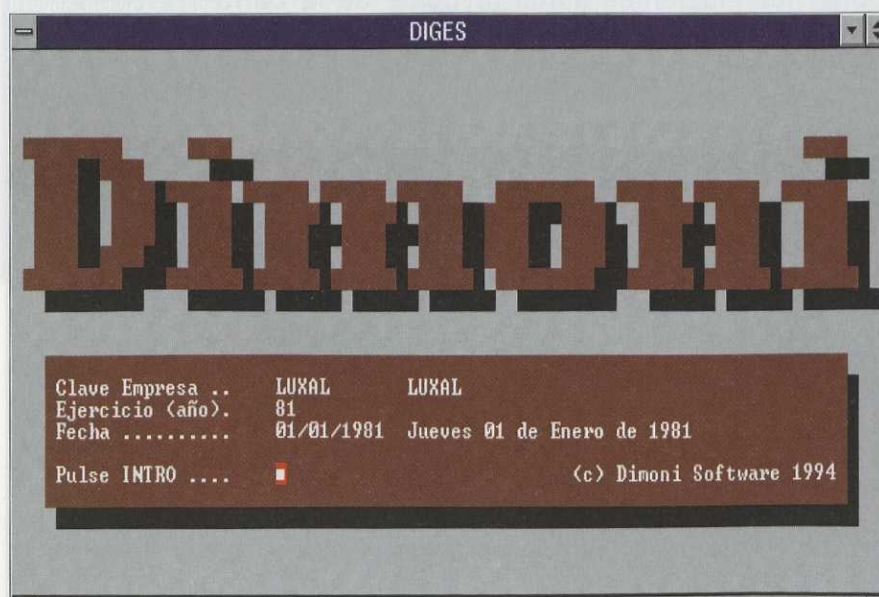 DIGES
Dimoni
Clave Empresa .. LUXAL LUXAL
Ejercicio (año). 81
Fecha .......... 01/01/1981 Jueves 01 de Enero de 1981
Pulse INTRO .... (c) Dimoni Software 1994